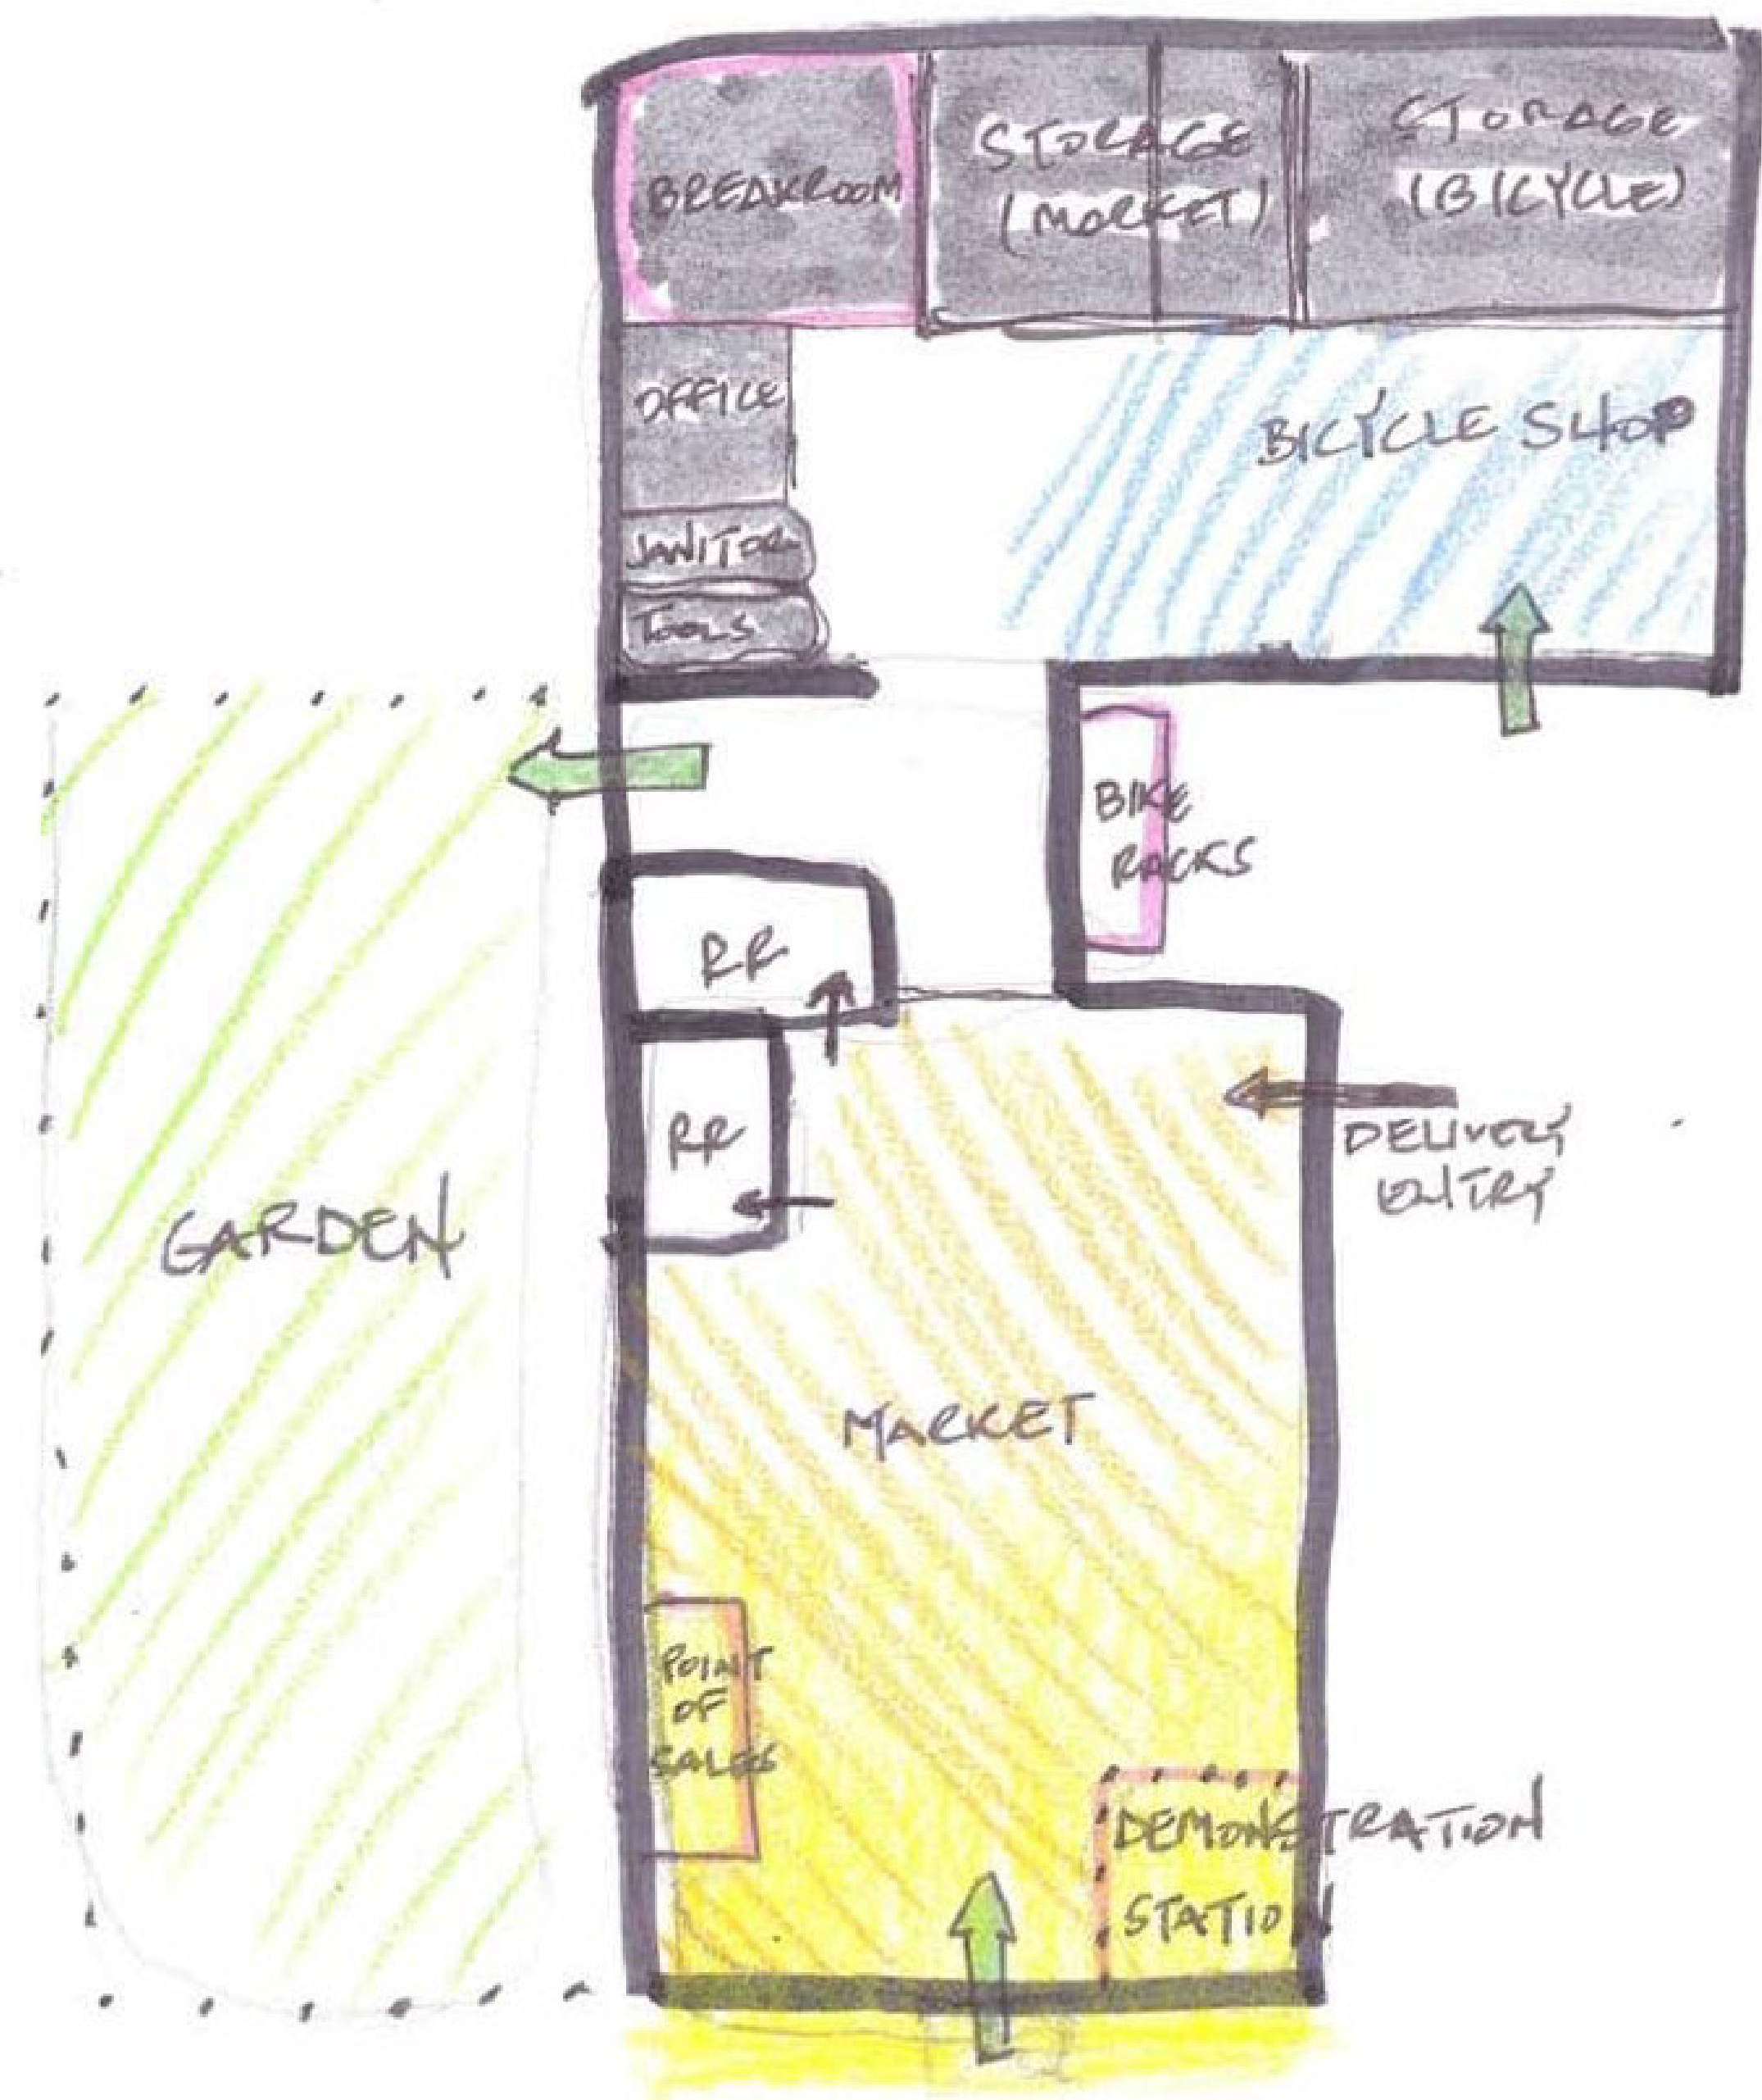 BREAKROOM
STORAGE
(MARKET)
STORAGE
(BICYCLE)
OFFICE
BICYCLE SHOP
JANITOR
TOOLS
BIKE
RACKS
RR
RR
DELIVERY
ENTRY
GARDEN
MARKET
POINT
OF
SALES
DEMONSTRATION
STATION